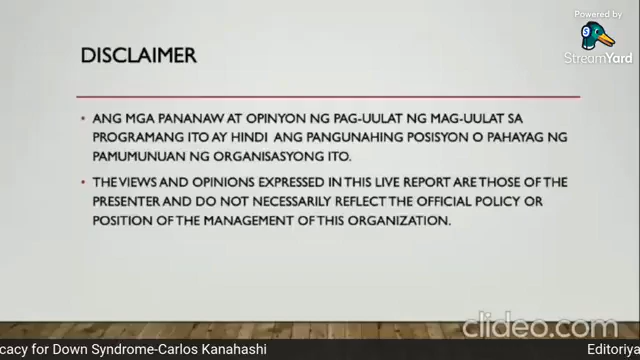 Powered by
StreamYard
DISCLAIMER
• ANG MGA PANANAW AT OPINYON NG PAG-UULAT NG MAG-UULAT SA
PROGRAMANG ITO AY HINDI ANG PANGUNAHING POSISYON O PAHAYAG NG
PAMUMUNUAN NG ORGANISASYONG ITO.
• THE VIEWS AND OPINIONS EXPRESSED IN THIS LIVE REPORT ARE THOSE OF THE
PRESENTER AND DO NOT NECESSARILY REFLECT THE OFFICIAL POLICY OR
POSITION OF THE MANAGEMENT OF THIS ORGANIZATION.
clideo.com
cacy for Down Syndrome-Carlos Kanahashi Editoriya